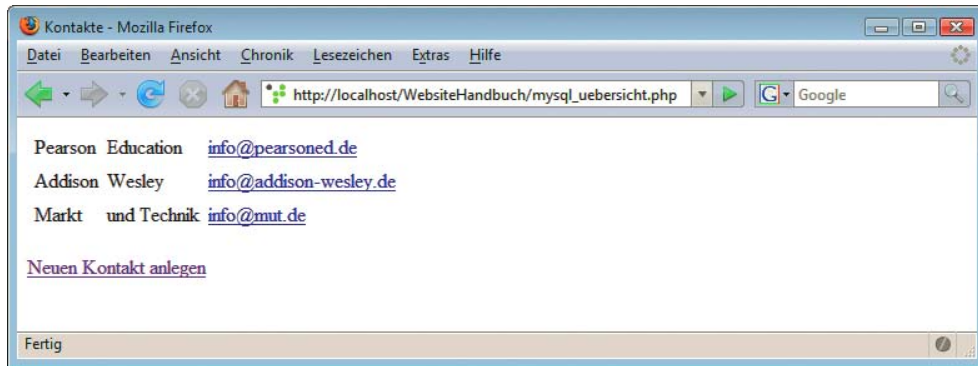 Kontakte - Mozilla Firefox
Datei Bearbeiten Ansicht Chronik Lesezeichen Extras Hilfe
http://localhost/WebsiteHandbuch/mysql_uebersicht.php G Google
Pearson Education info@pearsoned.de
Addison Wesley info@addison-wesley.de
Markt und Technik info@mut.de
Neuen Kontakt anlegen
Fertig